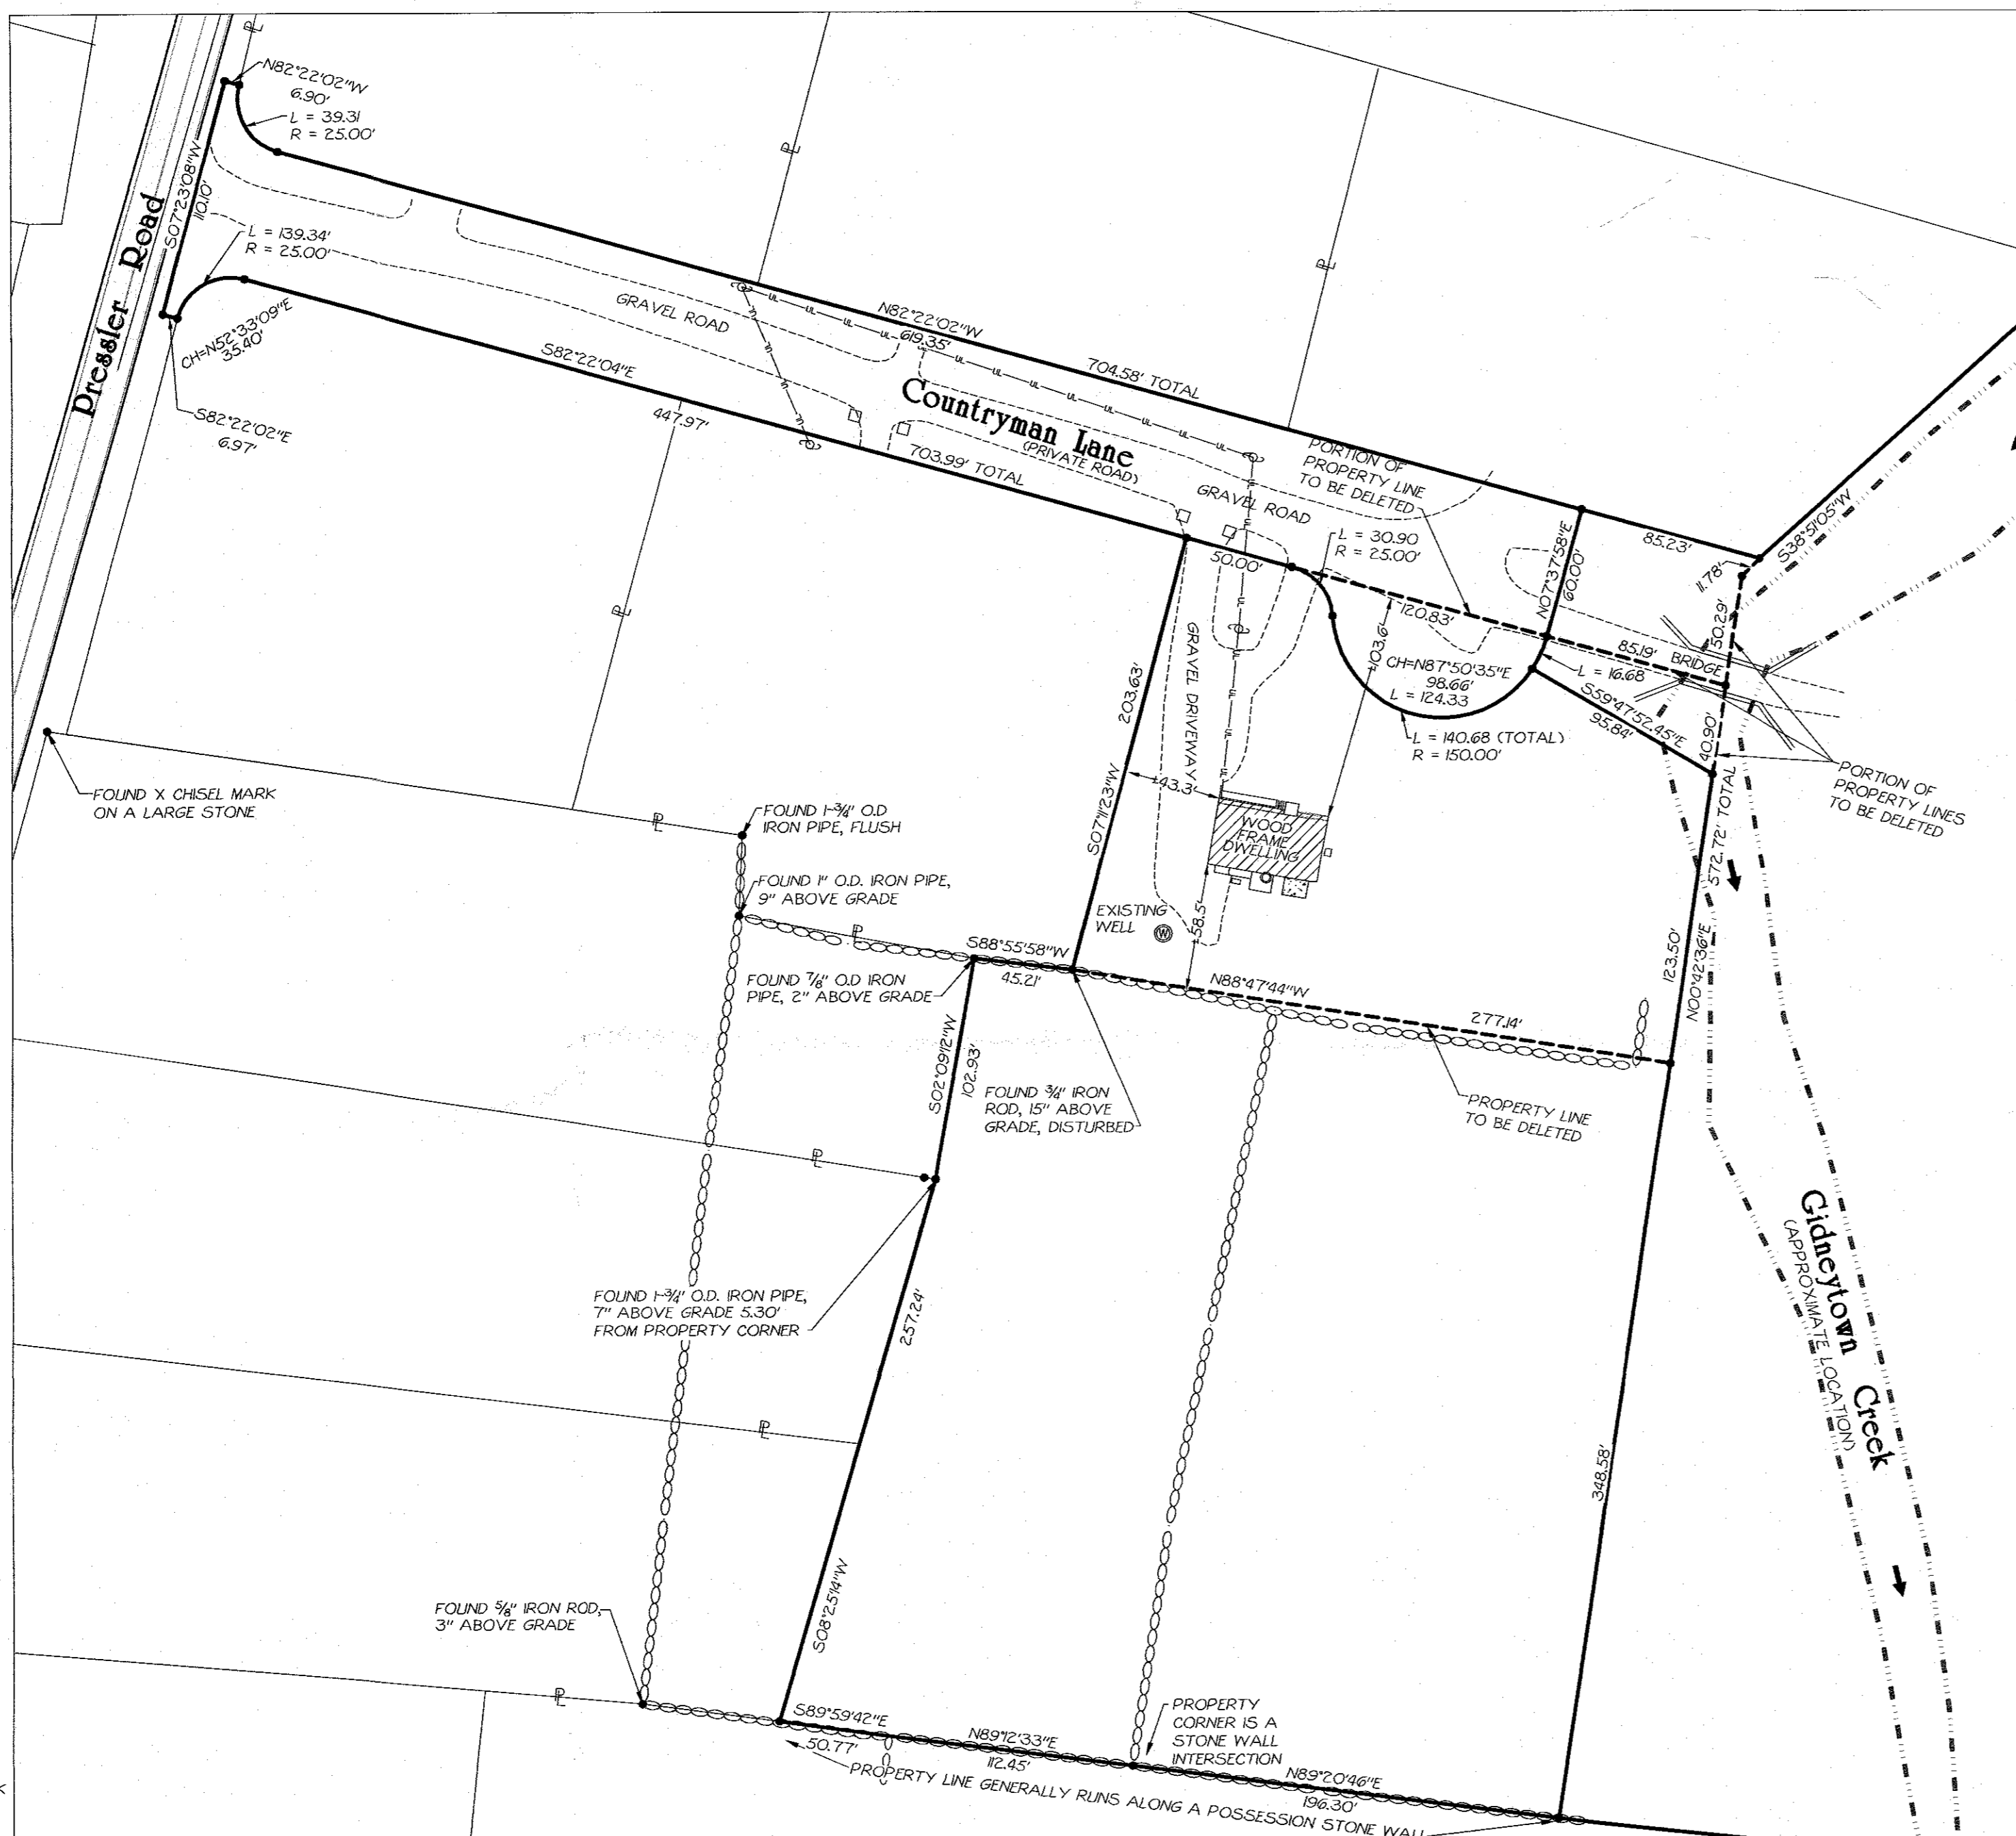 N82°22'02"W
6.90'
L = 39.31
R = 25.00'
S07°23'08"W
110.10'
Pressler Road
L = 139.34'
R = 25.00'
CH=N52°33'09"E
35.40'
S82°22'02"E
6.97'
GRAVEL ROAD
S82°22'04"E
447.97'
703.99' TOTAL
N82°22'02"W
619.35'
704.58' TOTAL
Countryman Lane
(PRIVATE ROAD)
GRAVEL ROAD
PORTION OF
PROPERTY LINE
TO BE DELETED
L = 30.90
R = 25.00'
50.00'
120.83'
N07°37'58"E
60.00'
85.23'
S38°51'05"W
11.78'
50.29'
85.19' BRIDGE
L = 16.68
CH=N87°50'35"E
98.66'
L = 124.33
L = 140.68 (TOTAL)
R = 150.00'
S59°47'52.45"E
95.84'
40.90'
572.72' TOTAL
PORTION OF
PROPERTY LINES
TO BE DELETED
103.6'
203.63'
S07°11'23"W
GRAVEL DRIVEWAY
43.3'
WOOD
FRAME
DWELLING
58.5'
EXISTING
WELL
W
FOUND X CHISEL MARK
ON A LARGE STONE
FOUND 1-3/4" O.D
IRON PIPE, FLUSH
FOUND 1" O.D. IRON PIPE,
9" ABOVE GRADE
S88°55'58"W
45.21'
FOUND 7/8" O.D IRON
PIPE, 2" ABOVE GRADE
N88°47'44"W
277.14'
123.50'
N00°42'36"E
S02°09'12"W
102.93'
FOUND 3/4" IRON
ROD, 15" ABOVE
GRADE, DISTURBED
PROPERTY LINE
TO BE DELETED
FOUND 1-3/4" O.D. IRON PIPE,
7" ABOVE GRADE 5.30'
FROM PROPERTY CORNER
257.24'
S08°25'14"W
Gidneytown Creek
(APPROXIMATE LOCATION)
348.58'
FOUND 5/8" IRON ROD,
3" ABOVE GRADE
S89°59'42"E
50.77'
N89°12'33"E
112.45'
PROPERTY
CORNER IS A
STONE WALL
INTERSECTION
N89°20'46"E
196.30'
PROPERTY LINE GENERALLY RUNS ALONG A POSSESSION STONE WALL